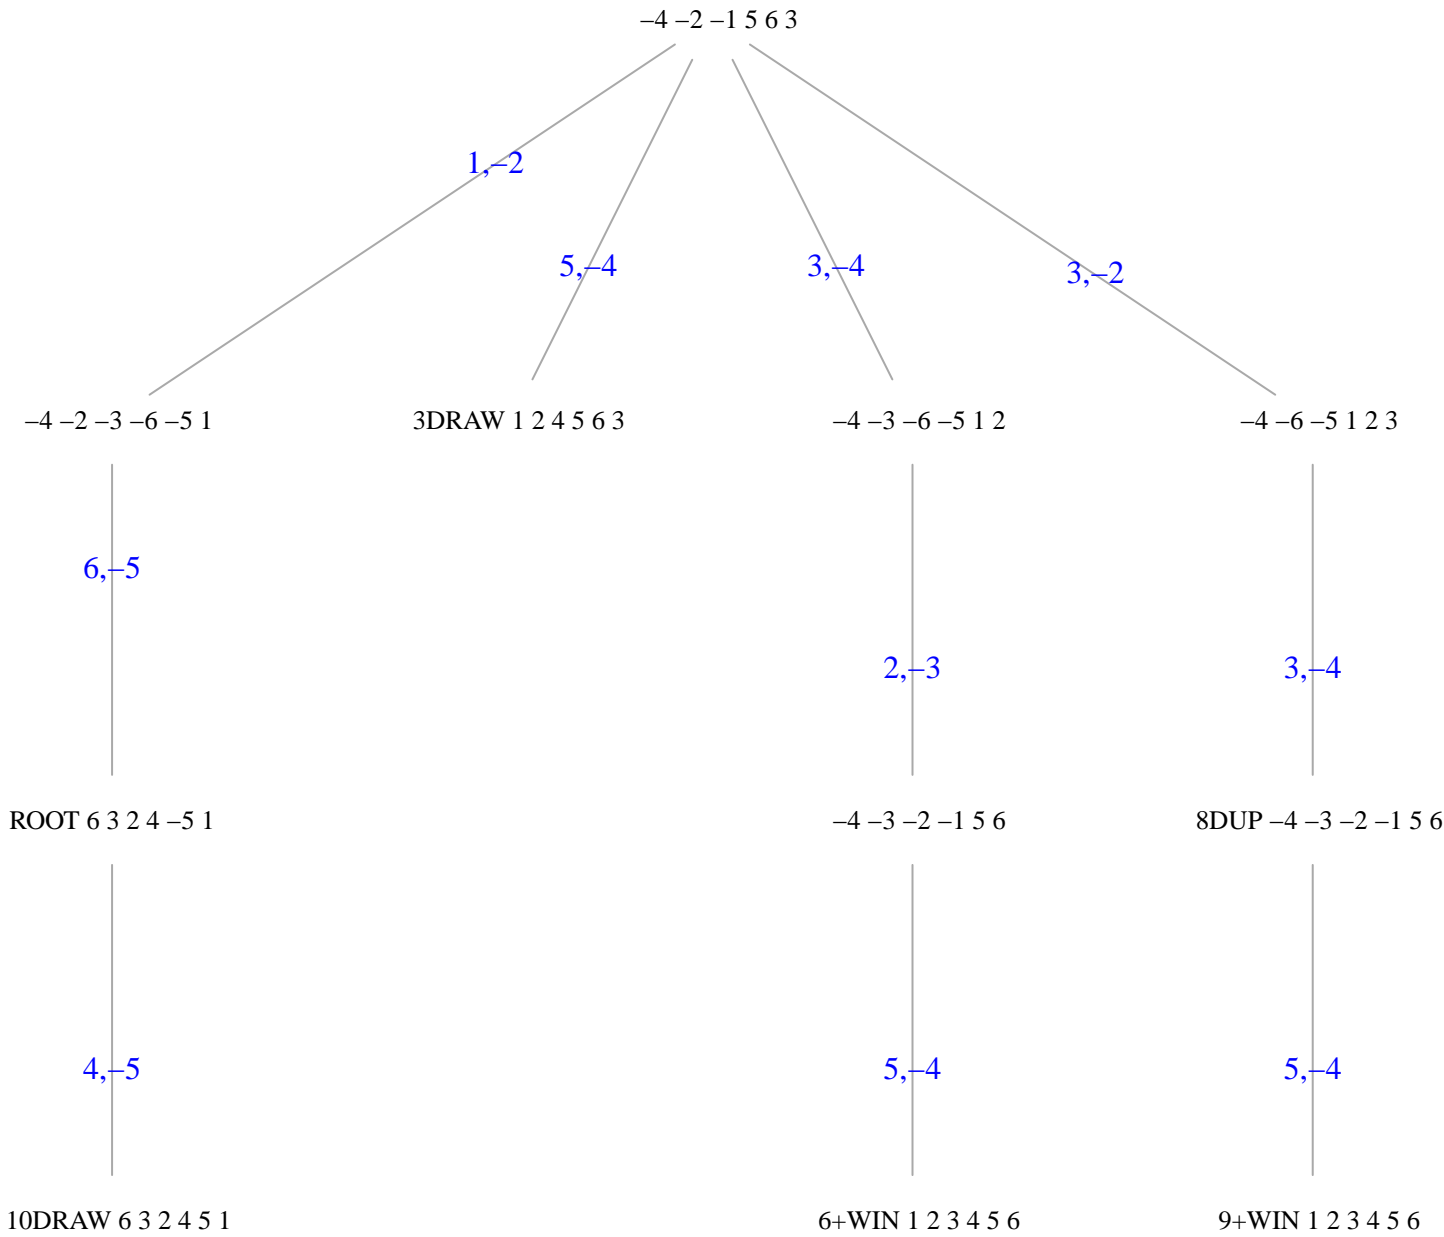 –4 –2 –1 5 6 3
1,–2
5,–4
3,–4
3,–2
–4 –2 –3 –6 –5 1
3DRAW 1 2 4 5 6 3
–4 –3 –6 –5 1 2
–4 –6 –5 1 2 3
6,–5
2,–3
3,–4
ROOT 6 3 2 4 –5 1
–4 –3 –2 –1 5 6
8DUP –4 –3 –2 –1 5 6
4,–5
5,–4
5,–4
10DRAW 6 3 2 4 5 1
6+WIN 1 2 3 4 5 6
9+WIN 1 2 3 4 5 6